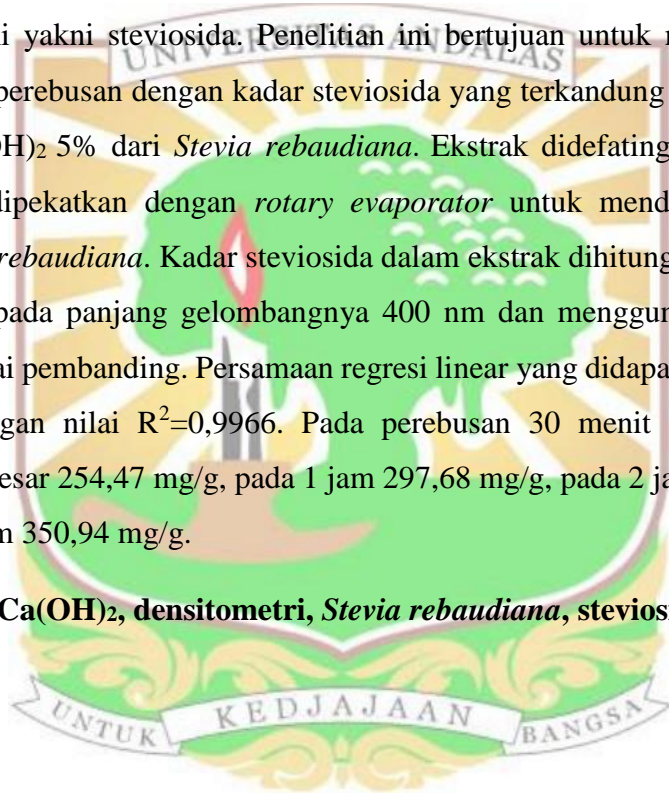 i yakni steviosida. Penelitian ini bertujuan untuk
UNIVERSITAS ANDALAS
perebusan dengan kadar steviosida yang terkandung
OH)₂ 5% dari Stevia rebaudiana. Ekstrak didefating
dipekatkan dengan rotary evaporator untuk mend
rebaudiana. Kadar steviosida dalam ekstrak dihitung
pada panjang gelombangnya 400 nm dan menggun
ai pembanding. Persamaan regresi linear yang didapa
gan nilai R²=0,9966. Pada perebusan 30 menit
esar 254,47 mg/g, pada 1 jam 297,68 mg/g, pada 2 ja
m 350,94 mg/g.
Ca(OH)₂, densitometri, Stevia rebaudiana, stevios
UNTUK KEDJAJAAN BANGSA